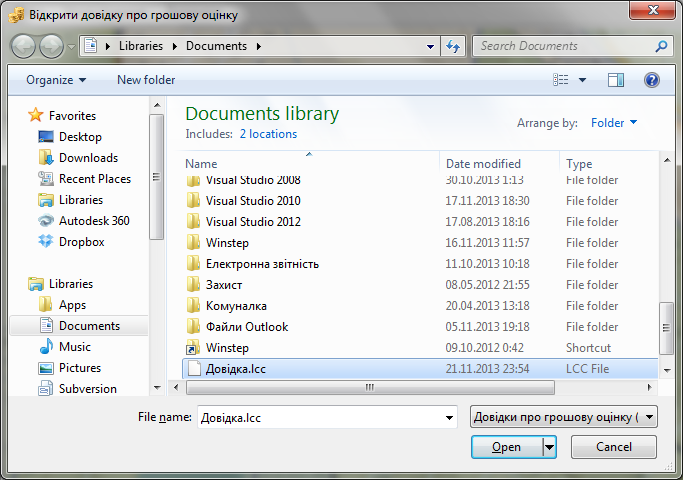 Відкрити довідку про грошову оцінку
Libraries Documents
Search Documents
Organize New folder
Favorites
Desktop
Downloads
Recent Places
Libraries
Autodesk 360
Dropbox
Libraries
Apps
Documents
Music
Pictures
Subversion
Documents library
Includes: 2 locations
Arrange by: Folder
Name Date modified Type
Visual Studio 2008 30.10.2013 1:13 File folder
Visual Studio 2010 17.11.2013 18:30 File folder
Visual Studio 2012 17.08.2013 18:16 File folder
Winstep 16.11.2013 11:57 File folder
Електронна звітність 11.10.2013 10:18 File folder
Захист 08.05.2012 21:55 File folder
Комуналка 20.04.2013 13:18 File folder
Файли Outlook 05.11.2013 19:18 File folder
Winstep 09.10.2012 0:42 Shortcut
Довідка.lcc 21.11.2013 23:54 LCC File
File name: Довідка.lcc Довідки про грошову оцінку (
Open Cancel